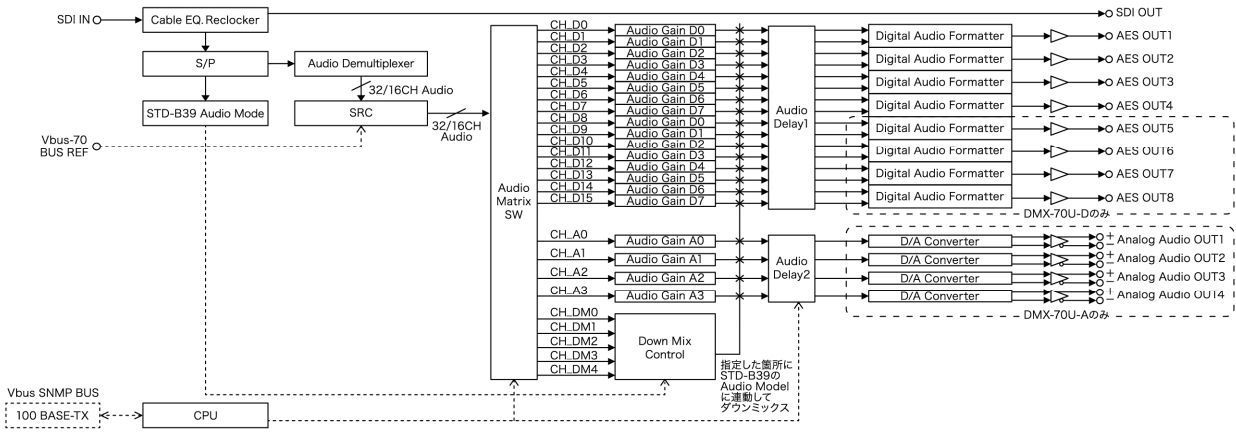 SDI IN
Cable EQ. Reclocker
SDI OUT
S/P
Audio Demultiplexer
32/16CH Audio
STD-B39 Audio Mode
SRC
32/16CH
Audio
Vbus-70
BUS REF
Audio
Matrix
SW
CH_D0
CH_D1
CH_D2
CH_D3
CH_D4
CH_D5
CH_D6
CH_D7
CH_D8
CH_D9
CH_D10
CH_D11
CH_D12
CH_D13
CH_D14
CH_D15
Audio Gain D0
Audio Gain D1
Audio Gain D2
Audio Gain D3
Audio Gain D4
Audio Gain D5
Audio Gain D6
Audio Gain D7
Audio Gain D0
Audio Gain D1
Audio Gain D2
Audio Gain D3
Audio Gain D4
Audio Gain D5
Audio Gain D6
Audio Gain D7
Audio
Delay1
Digital Audio Formatter
Digital Audio Formatter
Digital Audio Formatter
Digital Audio Formatter
Digital Audio Formatter
Digital Audio Formatter
Digital Audio Formatter
Digital Audio Formatter
AES OUT1
AES OUT2
AES OUT3
AES OUT4
AES OUT5
AES OUT6
AES OUT7
AES OUT8
DMX-70U-Dのみ
CH_A0
CH_A1
CH_A2
CH_A3
Audio Gain A0
Audio Gain A1
Audio Gain A2
Audio Gain A3
Audio
Delay2
D/A Converter
D/A Converter
D/A Converter
D/A Converter
+
− Analog Audio OUT1
+
− Analog Audio OUT2
+
− Analog Audio OUT3
+
− Analog Audio OUT4
DMX-70U-Aのみ
CH_DM0
CH_DM1
CH_DM2
CH_DM3
CH_DM4
Down Mix
Control
指定した箇所に
STD-B39の
Audio Model
に連動して
ダウンミックス
Vbus SNMP BUS
100 BASE-TX
CPU